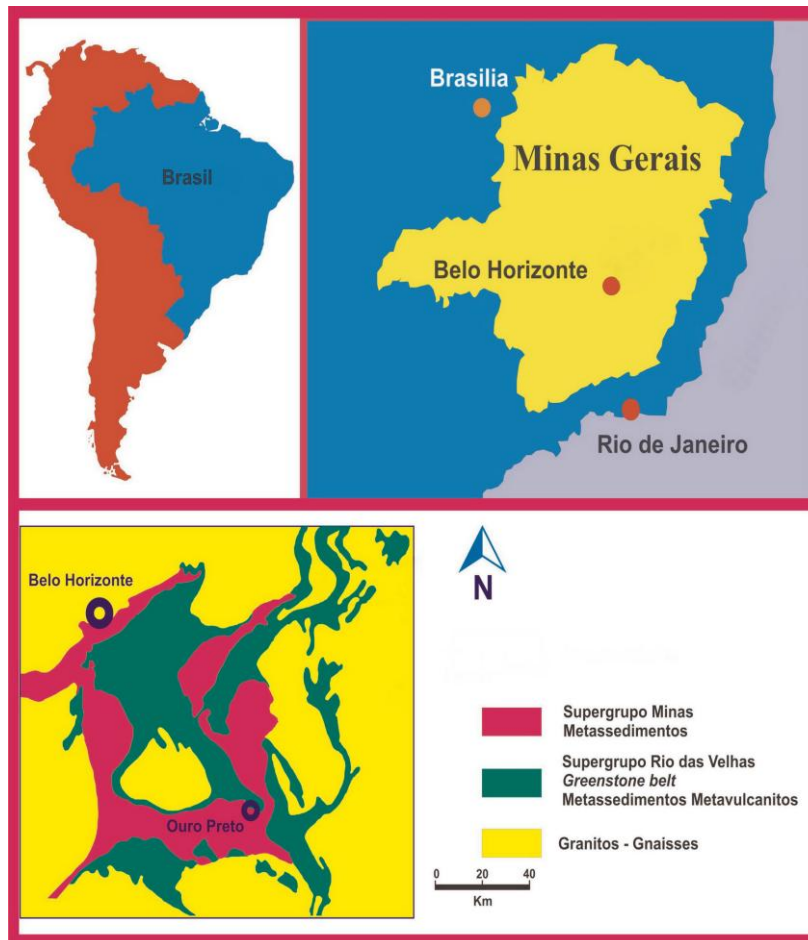 Brasil
Brasilia
Minas Gerais
Belo Horizonte
Rio de Janeiro
Belo Horizonte
Ouro Preto
N
Supergrupo Minas
Metassedimentos
Supergrupo Rio das Velhas
Greenstone belt
Metassedimentos Metavulcanitos
Granitos - Gnaisses
0 20 40
Km